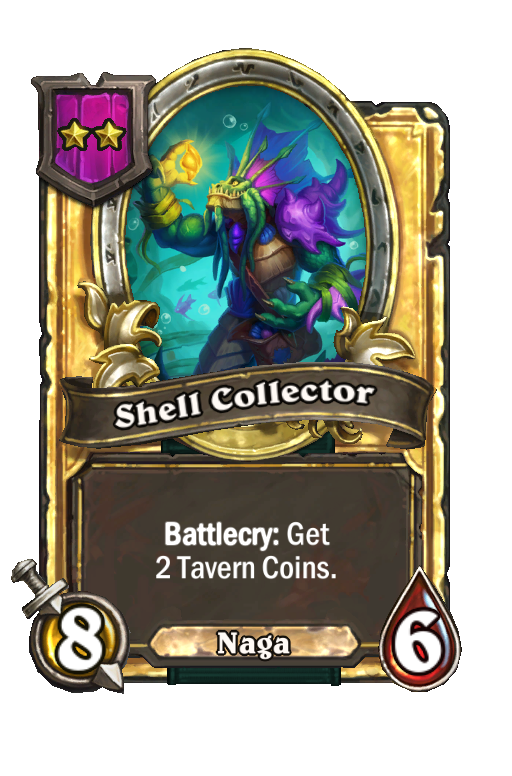 Shell Collector
Battlecry: Get
2 Tavern Coins.
Naga
8
6